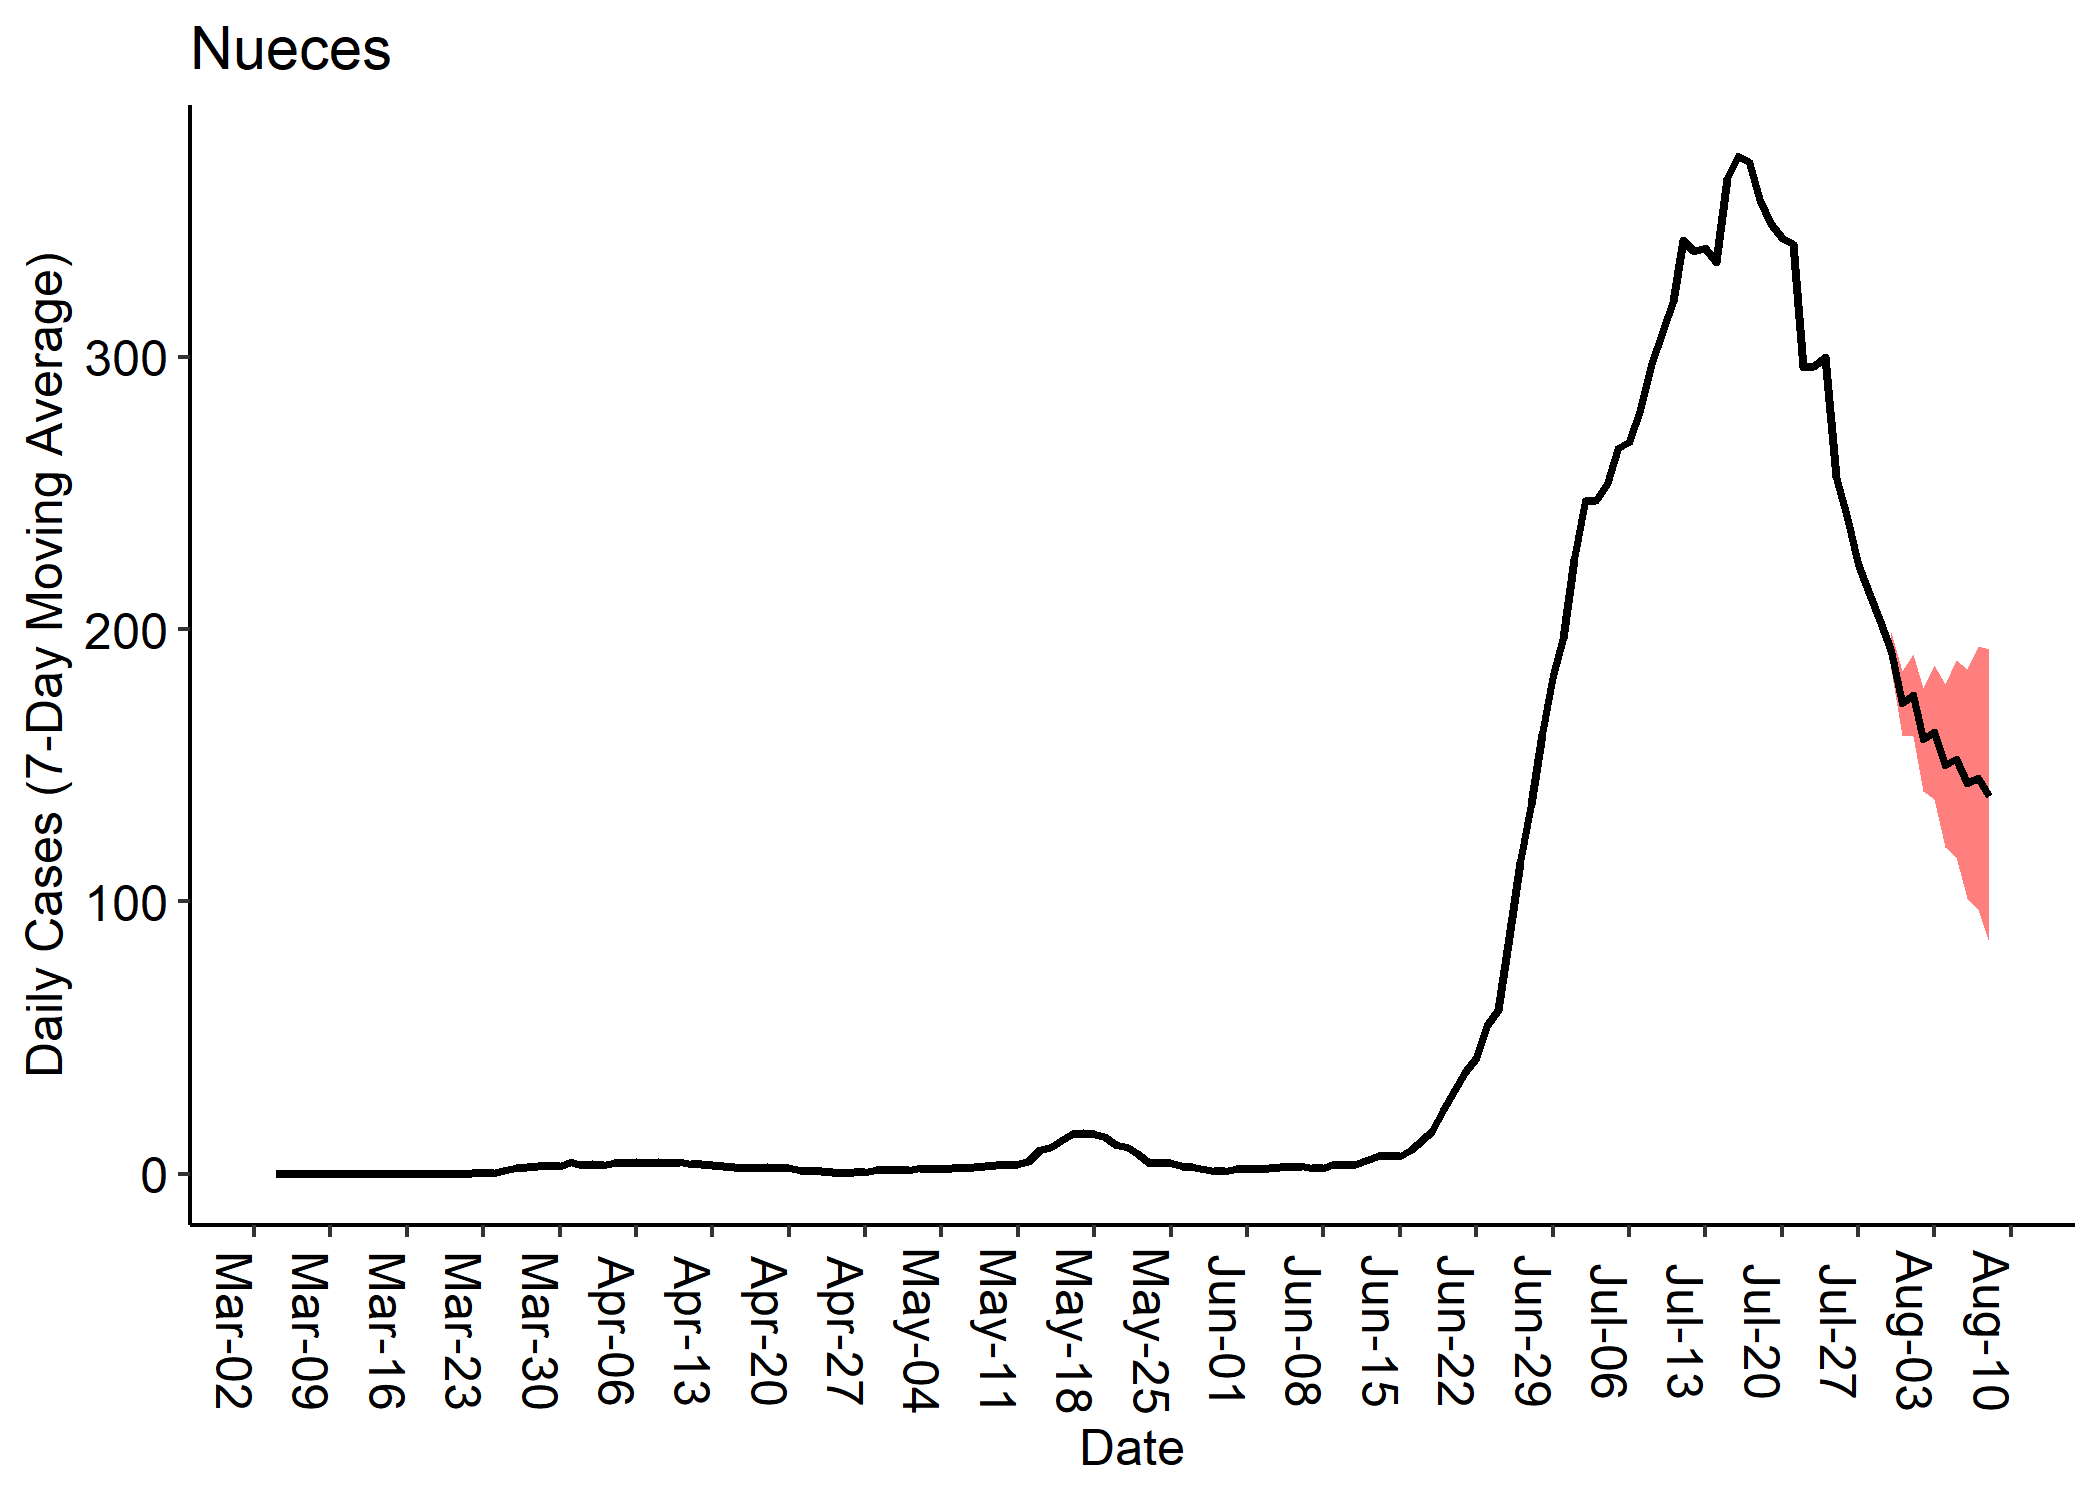 Nueces
Daily Cases (7-Day Moving Average)
300
200
100
0
Mar-02
Mar-09
Mar-16
Mar-23
Mar-30
Apr-06
Apr-13
Apr-20
Apr-27
May-04
May-11
May-18
May-25
Jun-01
Jun-08
Jun-15
Jun-22
Jun-29
Jul-06
Jul-13
Jul-20
Jul-27
Aug-03
Aug-10
Date